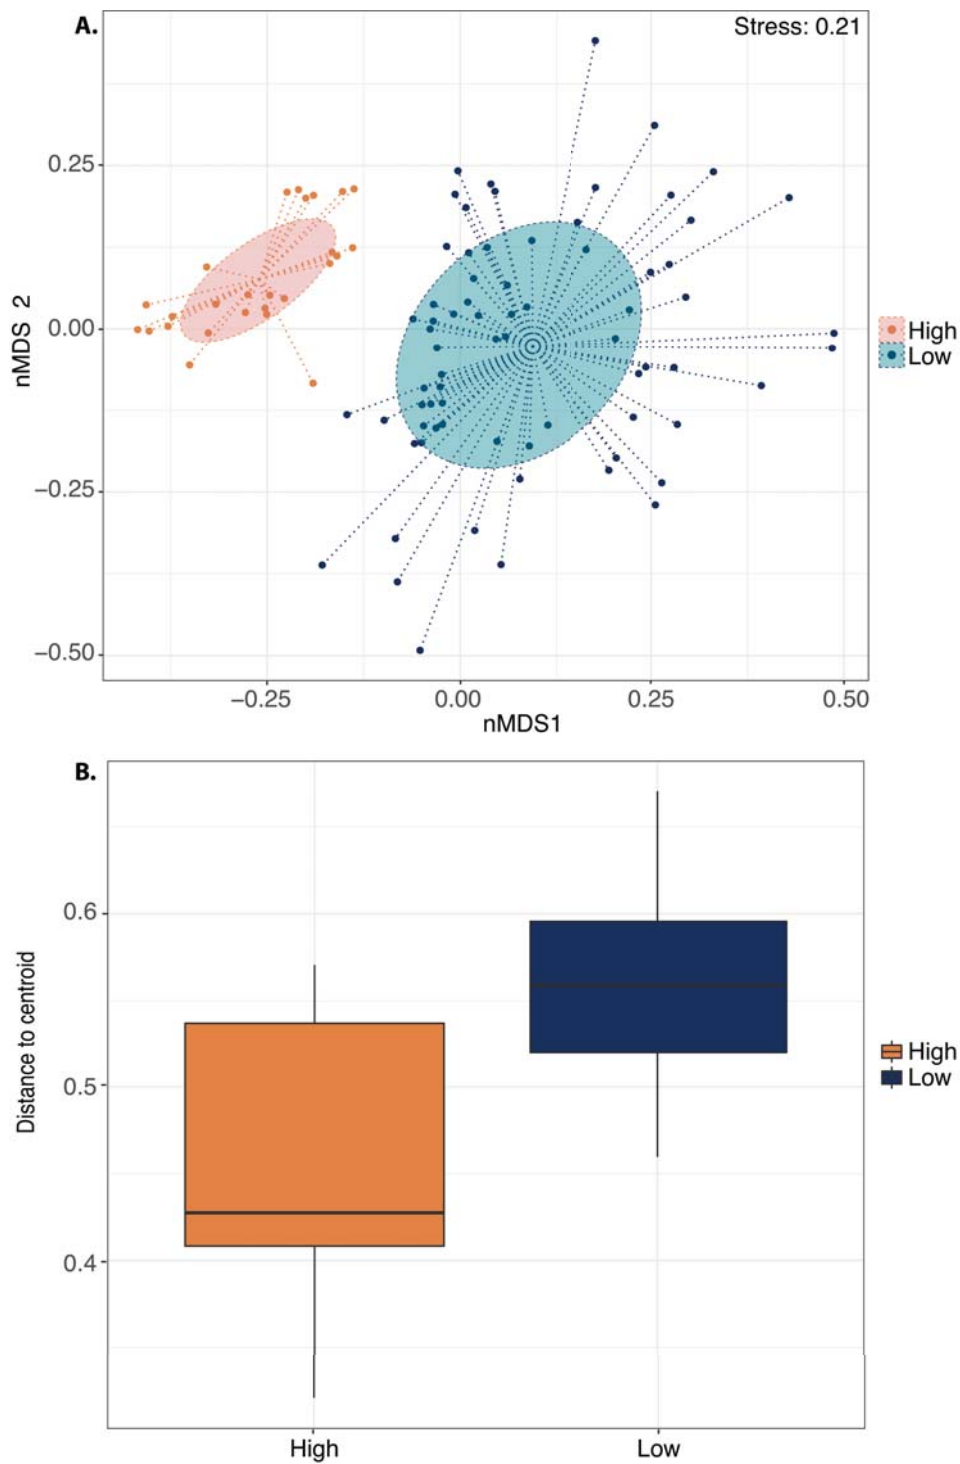 A.
Stress: 0.21
0.25
0.00
−0.25
−0.50
nMDS 2
−0.25
0.00
0.25
0.50
nMDS1
High
Low
B.
0.6
0.5
0.4
Distance to centroid
High
Low
High
Low